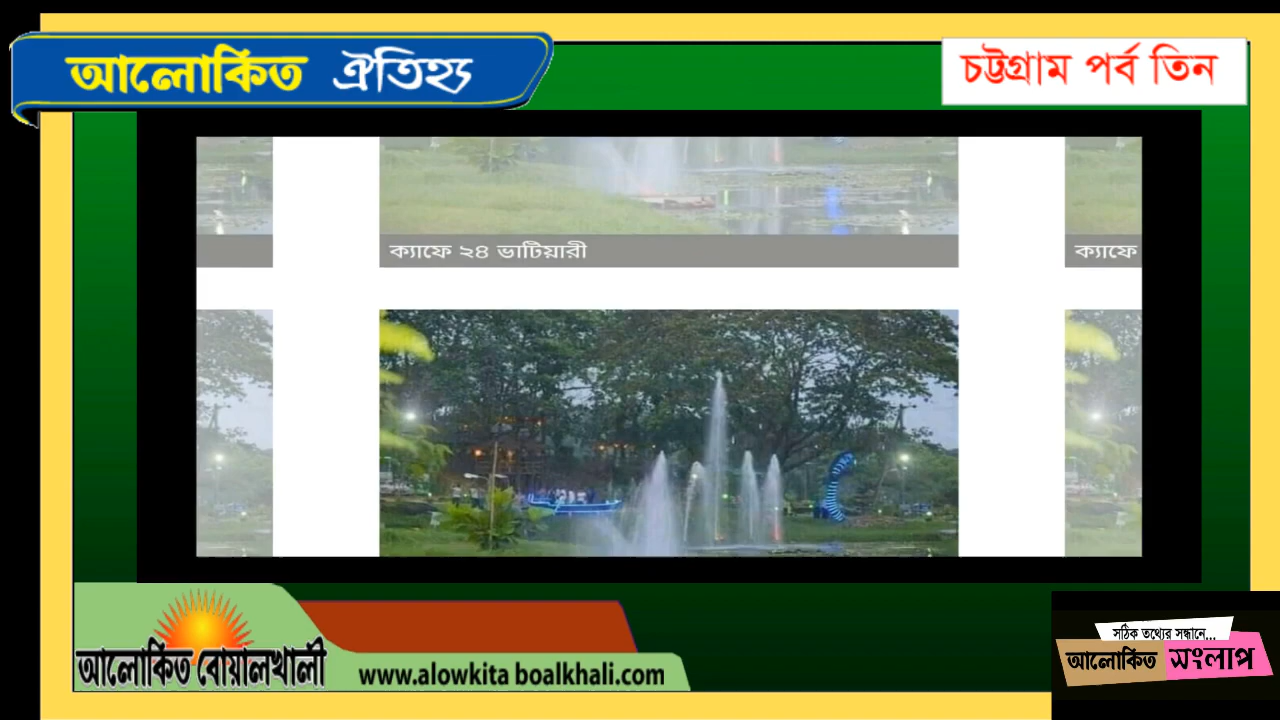 আলোকিত ঐতিহ্য
চট্টগ্রাম পর্ব তিন
ক্যাফে ২৪ ভাটিয়ারী
ক্যাফে
আলোকিত বোয়ালখালী
www.alowkita boalkhali.com
সঠিক তথ্যের সন্ধানে...
আলোকিত সংলাপ